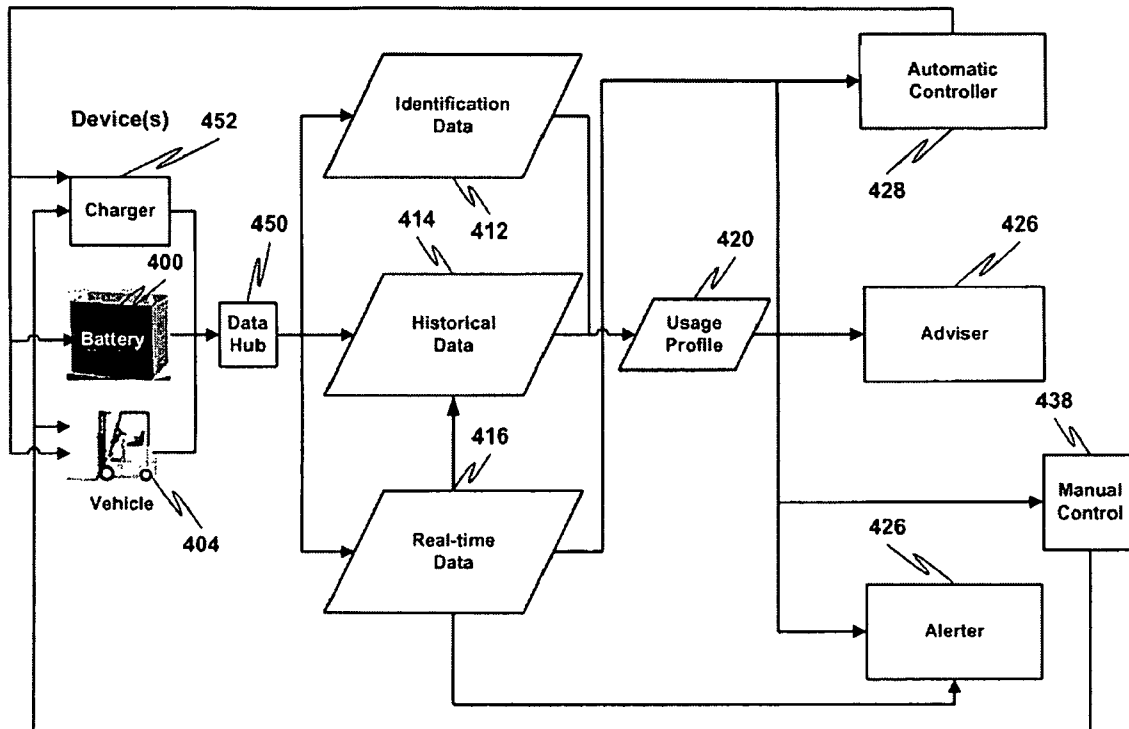 Automatic
Controller
428
Identification
Data
412
Device(s)
452
Charger
414
450
400
Battery
Data
Hub
Historical
Data
420
Usage
Profile
426
Adviser
438
Manual
Control
416
Vehicle
404
Real-time
Data
426
Alerter